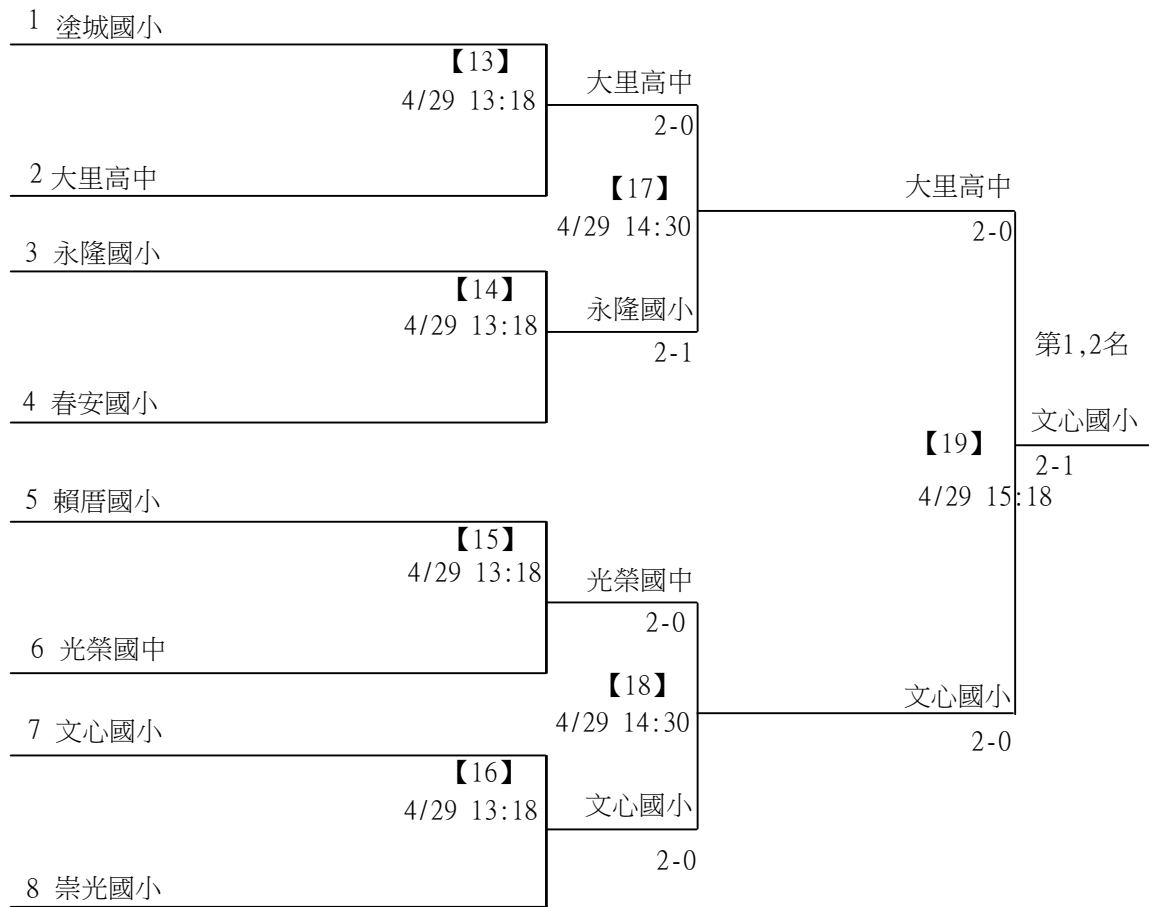 1 塗城國小
【13】
4/29 13:18
大里高中
2-0
2 大里高中
【17】
4/29 14:30
大里高中
2-0
3 永隆國小
【14】
4/29 13:18
永隆國小
2-1
第1,2名
4 春安國小
文心國小
【19】
2-1
4/29 15:18
5 賴厝國小
【15】
4/29 13:18
光榮國中
2-0
6 光榮國中
【18】
4/29 14:30
文心國小
2-0
7 文心國小
【16】
4/29 13:18
文心國小
2-0
8 崇光國小